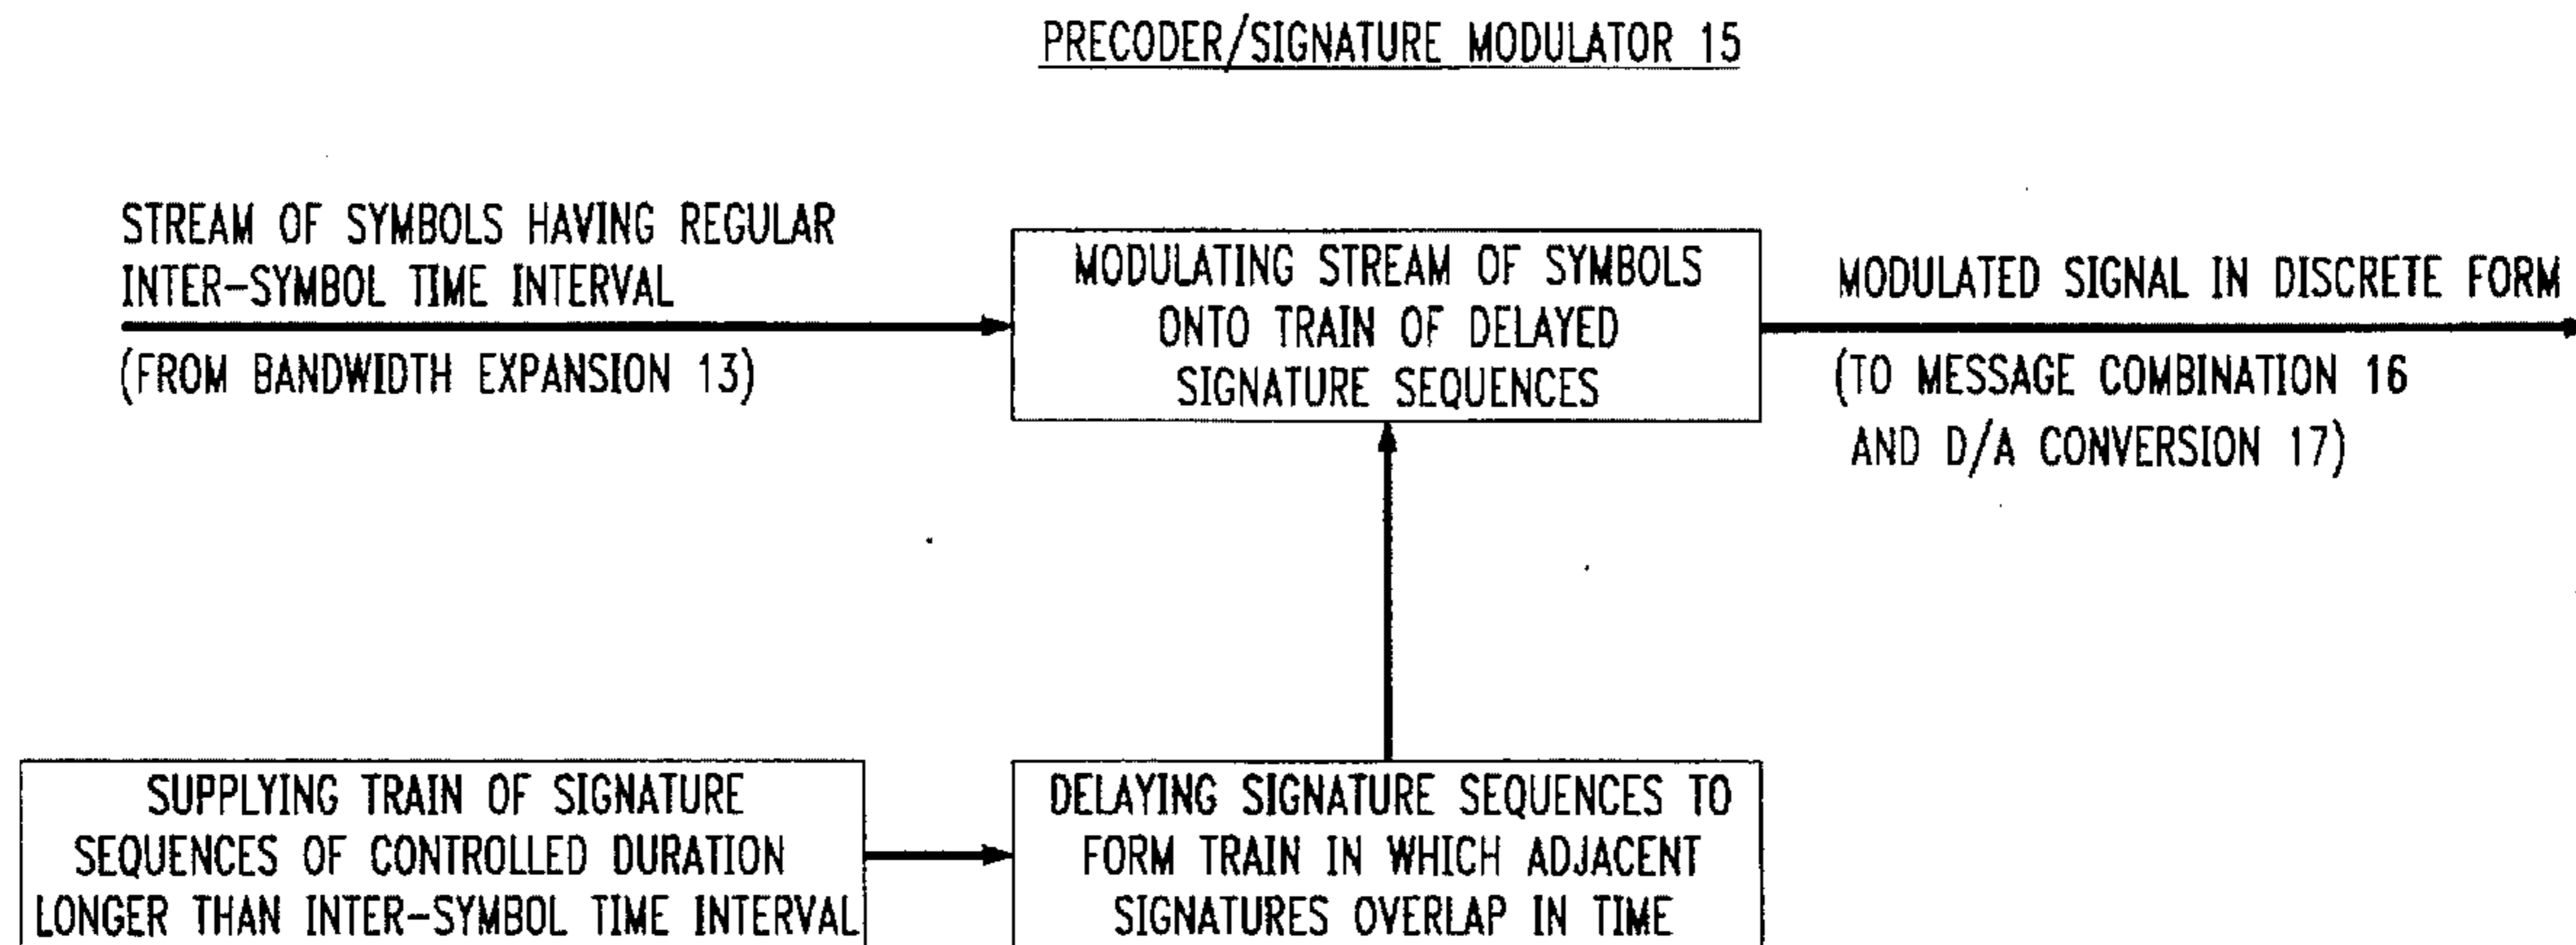 PRECODER/SIGNATURE MODULATOR 15
STREAM OF SYMBOLS HAVING REGULAR
INTER-SYMBOL TIME INTERVAL
(FROM BANDWIDTH EXPANSION 13)
MODULATING STREAM OF SYMBOLS
ONTO TRAIN OF DELAYED
SIGNATURE SEQUENCES
MODULATED SIGNAL IN DISCRETE FORM
(TO MESSAGE COMBINATION 16
AND D/A CONVERSION 17)
SUPPLYING TRAIN OF SIGNATURE
SEQUENCES OF CONTROLLED DURATION
LONGER THAN INTER-SYMBOL TIME INTERVAL
DELAYING SIGNATURE SEQUENCES TO
FORM TRAIN IN WHICH ADJACENT
SIGNATURES OVERLAP IN TIME